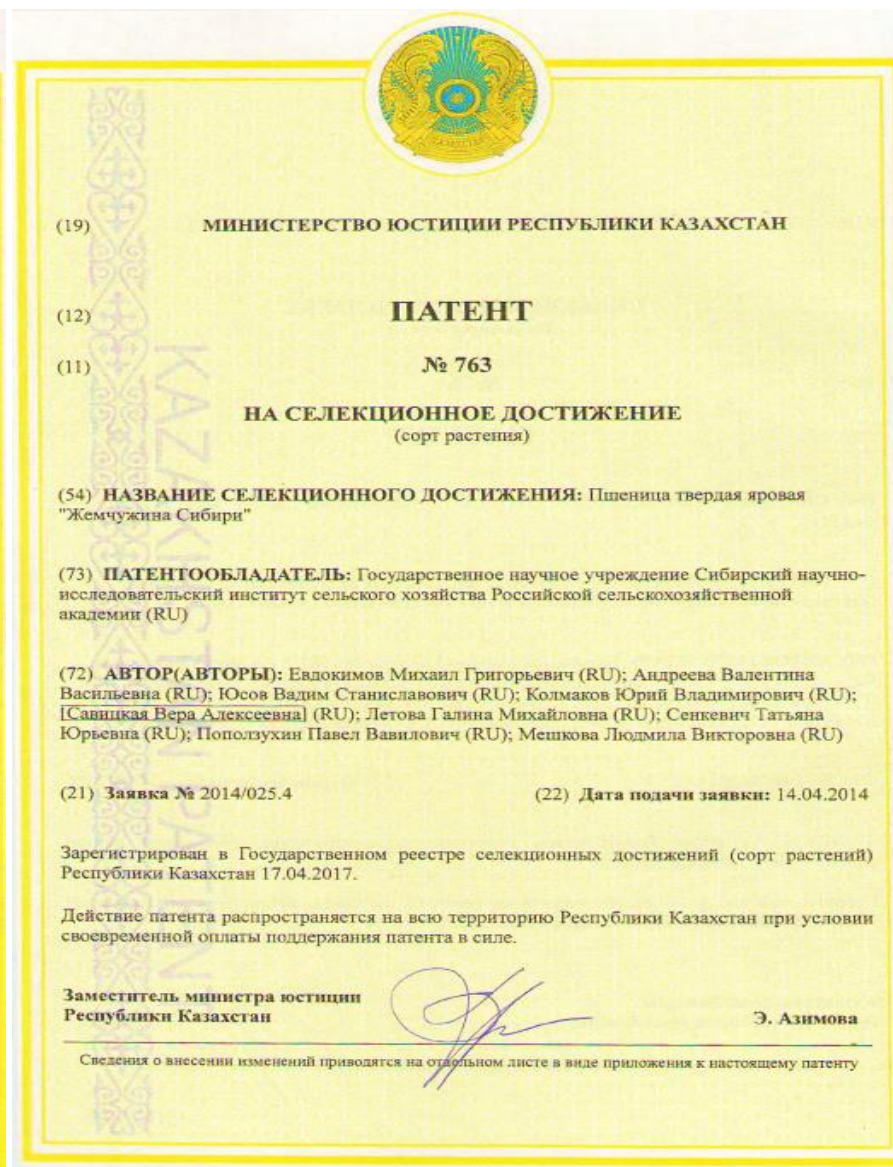 ҚАЗАҚСТАН
(19) МИНИСТЕРСТВО ЮСТИЦИИ РЕСПУБЛИКИ КАЗАХСТАН
(12) ПАТЕНТ
(11) № 763
НА СЕЛЕКЦИОННОЕ ДОСТИЖЕНИЕ
(сорт растения)
(54) НАЗВАНИЕ СЕЛЕКЦИОННОГО ДОСТИЖЕНИЯ: Пшеница твердая яровая
"Жемчужина Сибири"
(73) ПАТЕНТООБЛАДАТЕЛЬ: Государственное научное учреждение Сибирский научно-
исследовательский институт сельского хозяйства Российской сельскохозяйственной
академии (RU)
(72) АВТОР(АВТОРЫ): Евдокимов Михаил Григорьевич (RU); Андреева Валентина
Васильевна (RU); Юсов Вадим Станиславович (RU); Колмаков Юрий Владимирович (RU);
[Савицкая Вера Алексеевна] (RU); Летова Галина Михайловна (RU); Сенкевич Татьяна
Юрьевна (RU); Поползухин Павел Вавилович (RU); Мешкова Людмила Викторовна (RU)
(21) Заявка № 2014/025.4 (22) Дата подачи заявки: 14.04.2014
Зарегистрирован в Государственном реестре селекционных достижений (сорт растений)
Республики Казахстан 17.04.2017.
Действие патента распространяется на всю территорию Республики Казахстан при условии
своевременной оплаты поддержания патента в силе.
Заместитель министра юстиции
Республики Казахстан Э. Азимова
Сведения о внесении изменений приводятся на отдельном листе в виде приложения к настоящему патенту
KAZAKHSTAN PATENT